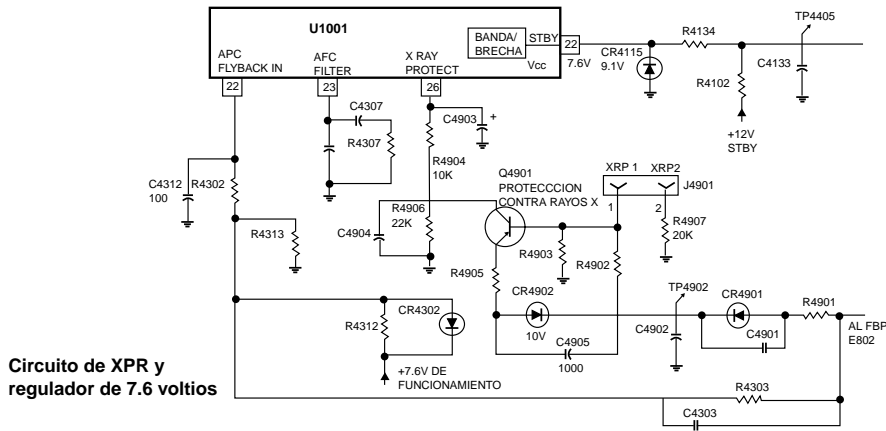 U1001
BANDA/
BRECHA
STBY
Vcc
22
7.6V
APC
FLYBACK IN
AFC
FILTER
X RAY
PROTECT
22
23
26
CR4115
9.1V
R4134
TP4405
C4133
R4102
+12V
STBY
C4307
R4307
C4903
+
R4904
10K
C4312
100
R4302
R4313
C4904
R4906
22K
Q4901
PROTECCCION
CONTRA RAYOS X
XRP 1
XRP2
J4901
1
2
R4907
20K
R4903
R4902
R4905
CR4902
10V
C4905
1000
TP4902
C4902
CR4901
C4901
R4901
AL FBP
E802
R4312
CR4302
+7.6V DE
FUNCIONAMIENTO
R4303
C4303
Circuito de XPR y
regulador de 7.6 voltios